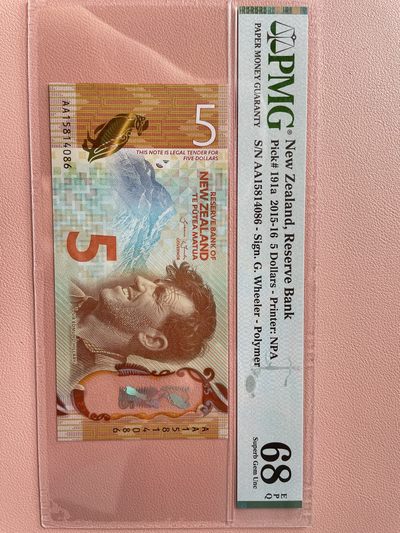 PMG®
PAPER MONEY GUARANTY
New Zealand, Reserve Bank
Pick# 191a 2015-16 5 Dollars - Printer: NPA
S/N AA15814086 - Sign. G. Wheeler - Polymer
68
EPQ
Superb Gem Unc
AA15814086
5
THIS NOTE IS LEGAL TENDER FOR
FIVE DOLLARS
RESERVE BANK OF
NEW ZEALAND
TE PŪTEA MATUA
GOVERNOR
5
AA15814086